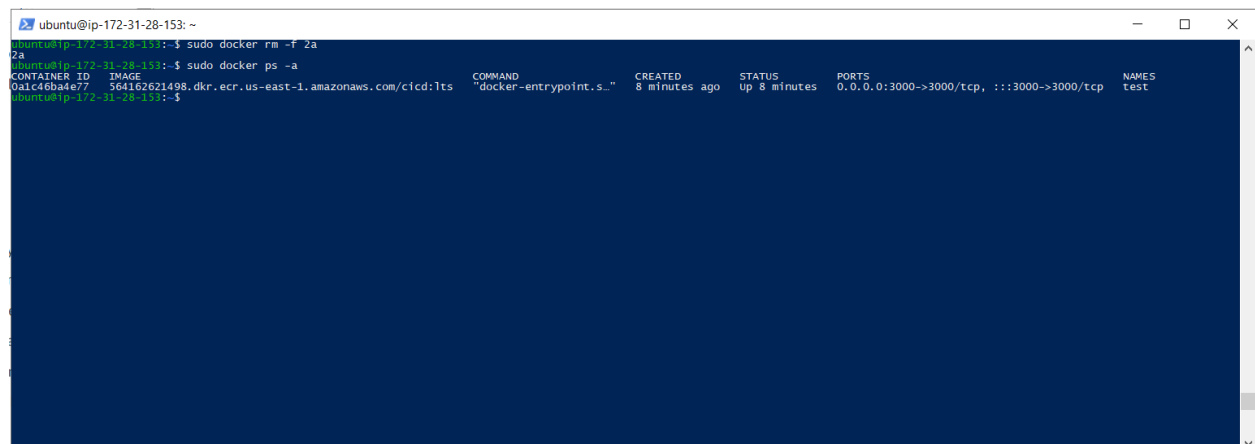 ubuntu@ip-172-31-28-153: ~
ubuntu@ip-172-31-28-153:~$ sudo docker rm -f 2a
2a
ubuntu@ip-172-31-28-153:~$ sudo docker ps -a
CONTAINER ID IMAGE COMMAND CREATED STATUS PORTS NAMES
0a1c46ba4e77 564162621498.dkr.ecr.us-east-1.amazonaws.com/cicd:lts "docker-entrypoint.s…" 8 minutes ago Up 8 minutes 0.0.0.0:3000->3000/tcp, :::3000->3000/tcp test
ubuntu@ip-172-31-28-153:~$